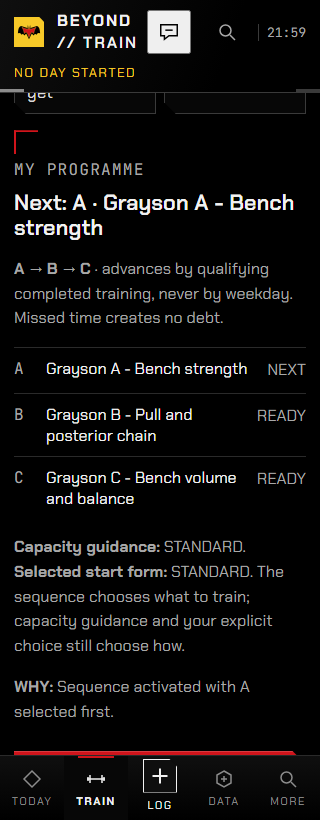 BEYOND
// TRAIN
21:59
NO DAY STARTED
yet
MY PROGRAMME
Next: A · Grayson A - Bench
strength
A → B → C · advances by qualifying
completed training, never by weekday.
Missed time creates no debt.
A Grayson A - Bench strength NEXT
B Grayson B - Pull and
posterior chain READY
C Grayson C - Bench volume
and balance READY
Capacity guidance: STANDARD.
Selected start form: STANDARD. The
sequence chooses what to train;
capacity guidance and your explicit
choice still choose how.
WHY: Sequence activated with A
selected first.
TODAY TRAIN LOG DATA MORE